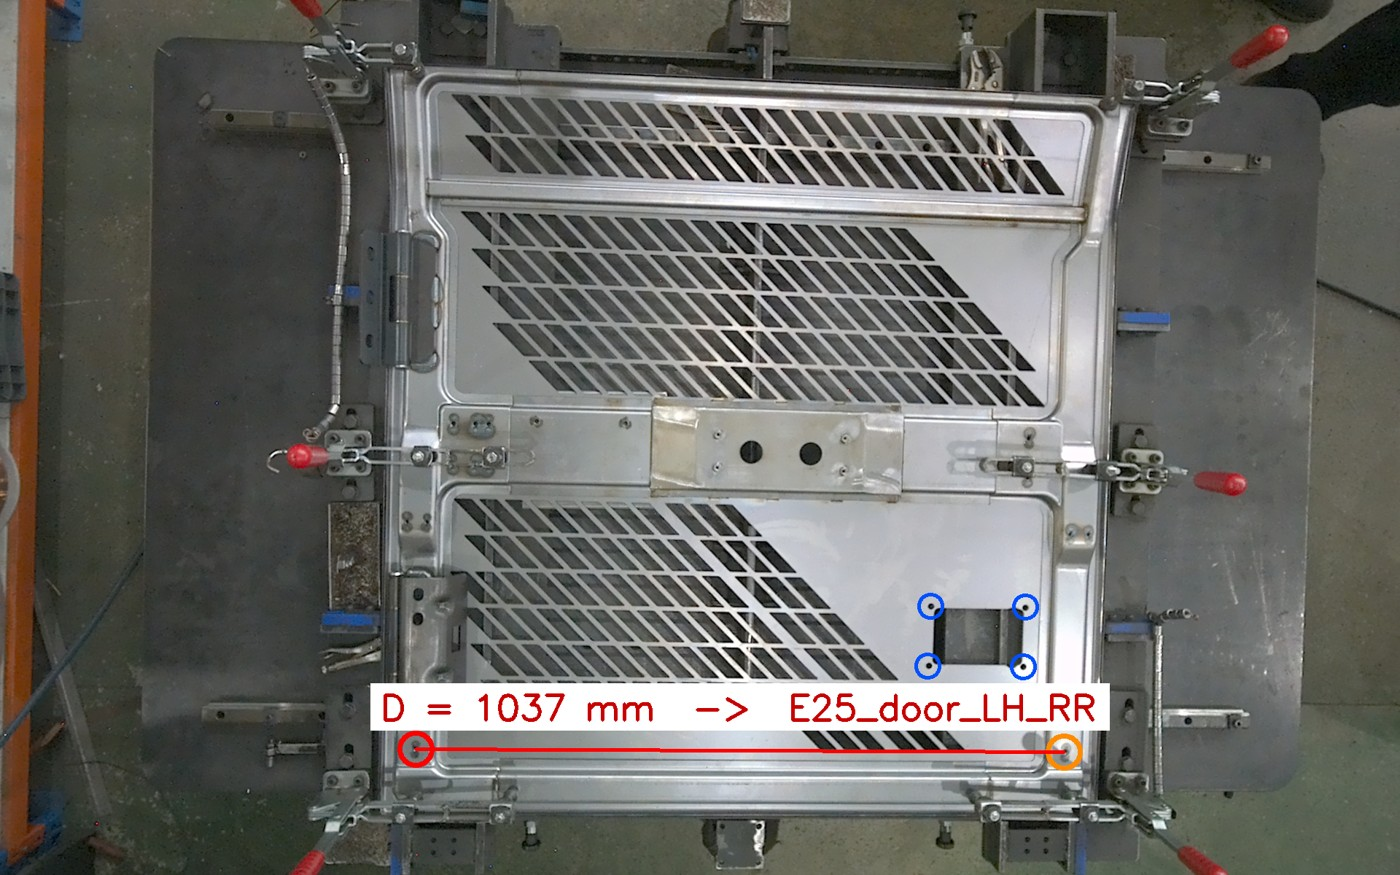 D = 1037 mm -> E25_door_LH_RR